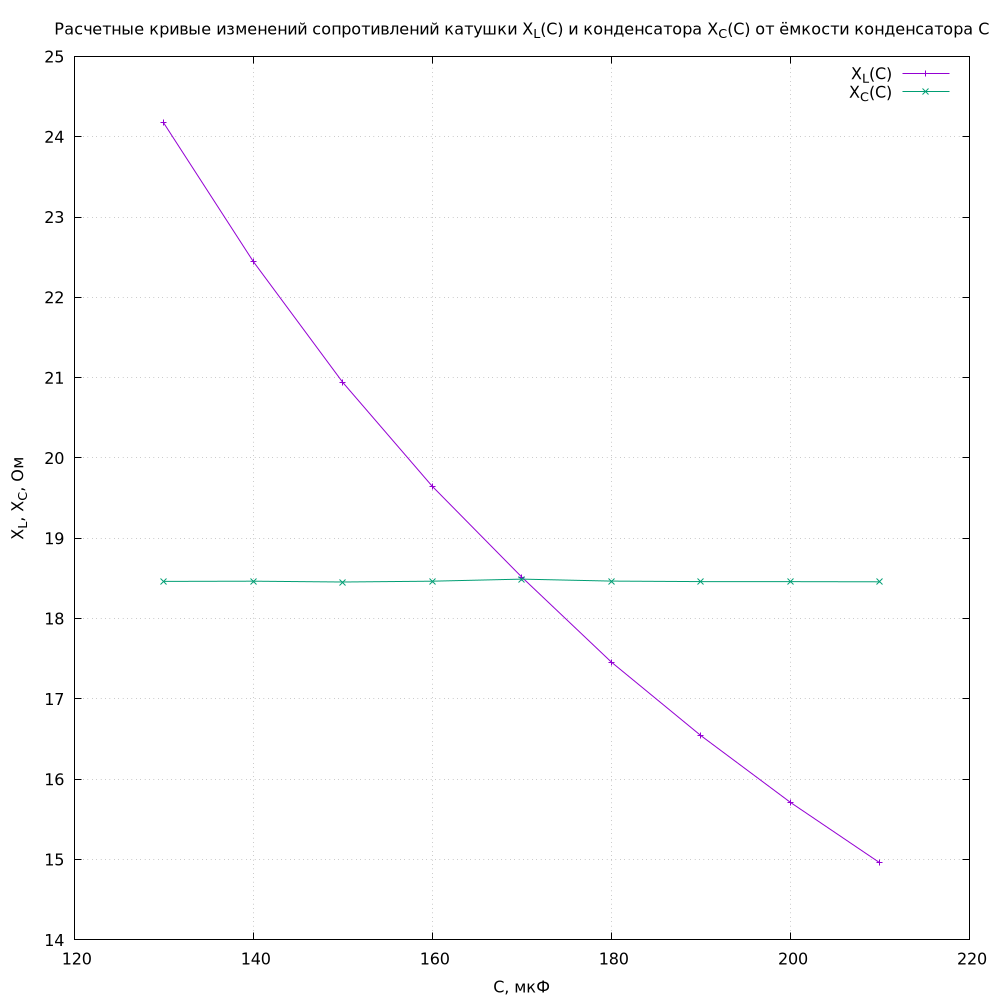 Расчетные кривые изменений сопротивлений катушки X_L(C) и конденсатора X_C(C) от ёмкости конденсатора C
X_L(C)
X_C(C)
25
24
23
22
21
20
19
18
17
16
15
14
X_L, X_C, Ом
120 140 160 180 200 220
C, мкФ